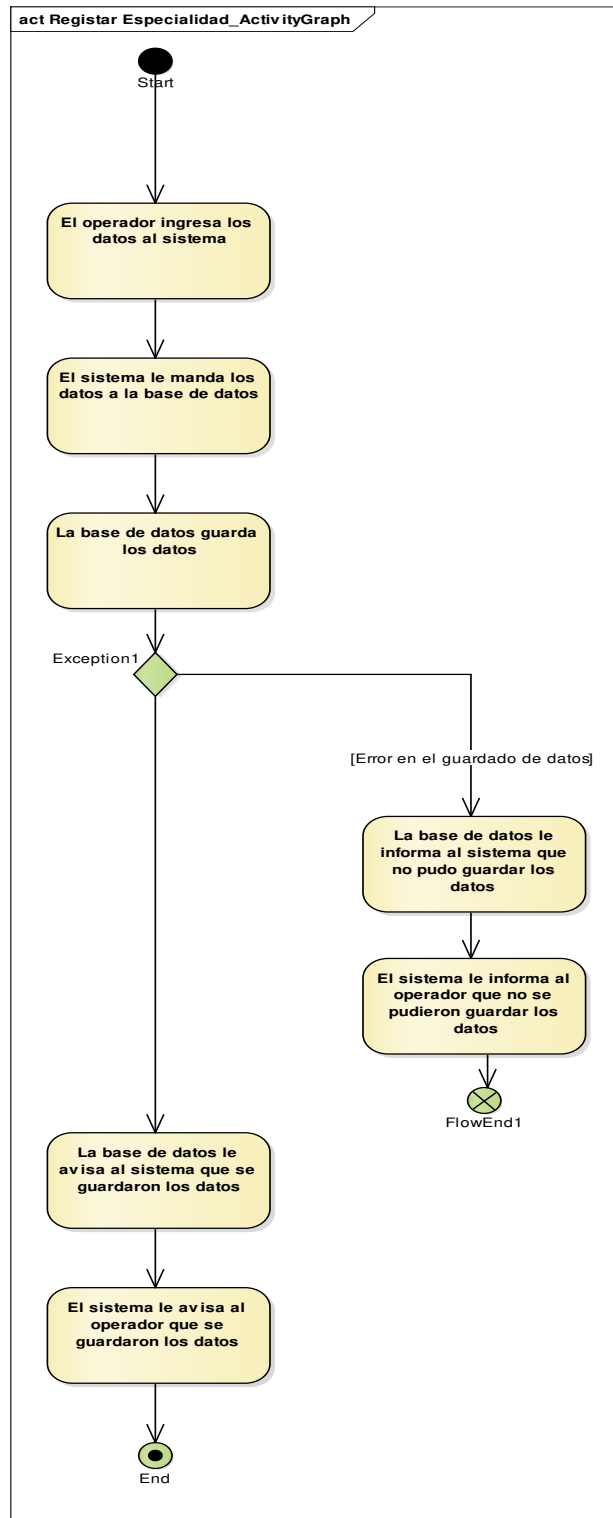 act Registar Especialidad_ActivityGraph
Start
El operador ingresa los
datos al sistema
El sistema le manda los
datos a la base de datos
La base de datos guarda
los datos
Exception1
[Error en el guardado de datos]
La base de datos le
informa al sistema que
no pudo guardar los
datos
El sistema le informa al
operador que no se
pudieron guardar los
datos
FlowEnd1
La base de datos le
avisa al sistema que se
guardaron los datos
El sistema le avisa al
operador que se
guardaron los datos
End